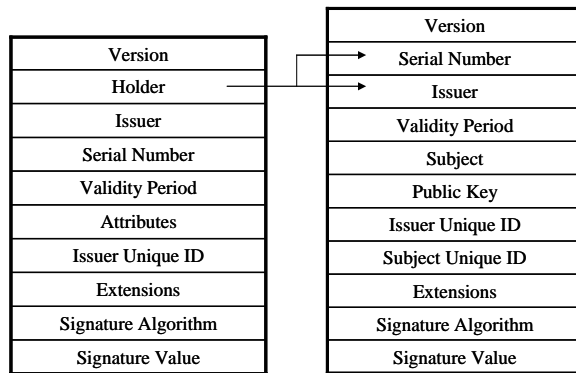 Version
Holder
Issuer
Serial Number
Validity Period
Attributes
Issuer Unique ID
Extensions
Signature Algorithm
Signature Value
Version
Serial Number
Issuer
Validity Period
Subject
Public Key
Issuer Unique ID
Subject Unique ID
Extensions
Signature Algorithm
Signature Value